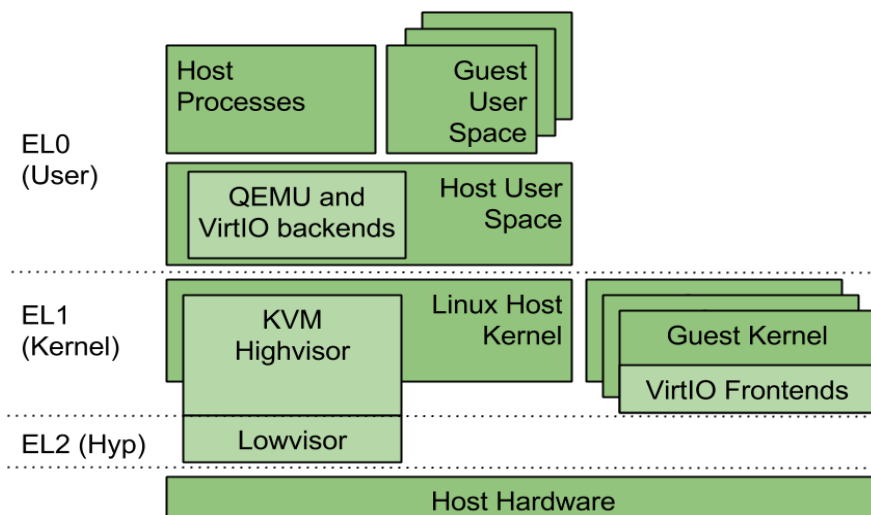 Host
Processes
Guest
User
Space
EL0
(User)
QEMU and
VirtIO backends
Host User
Space
EL1
(Kernel)
KVM
Highvisor
Linux Host
Kernel
Guest Kernel
VirtIO Frontends
EL2 (Hyp)
Lowvisor
Host Hardware